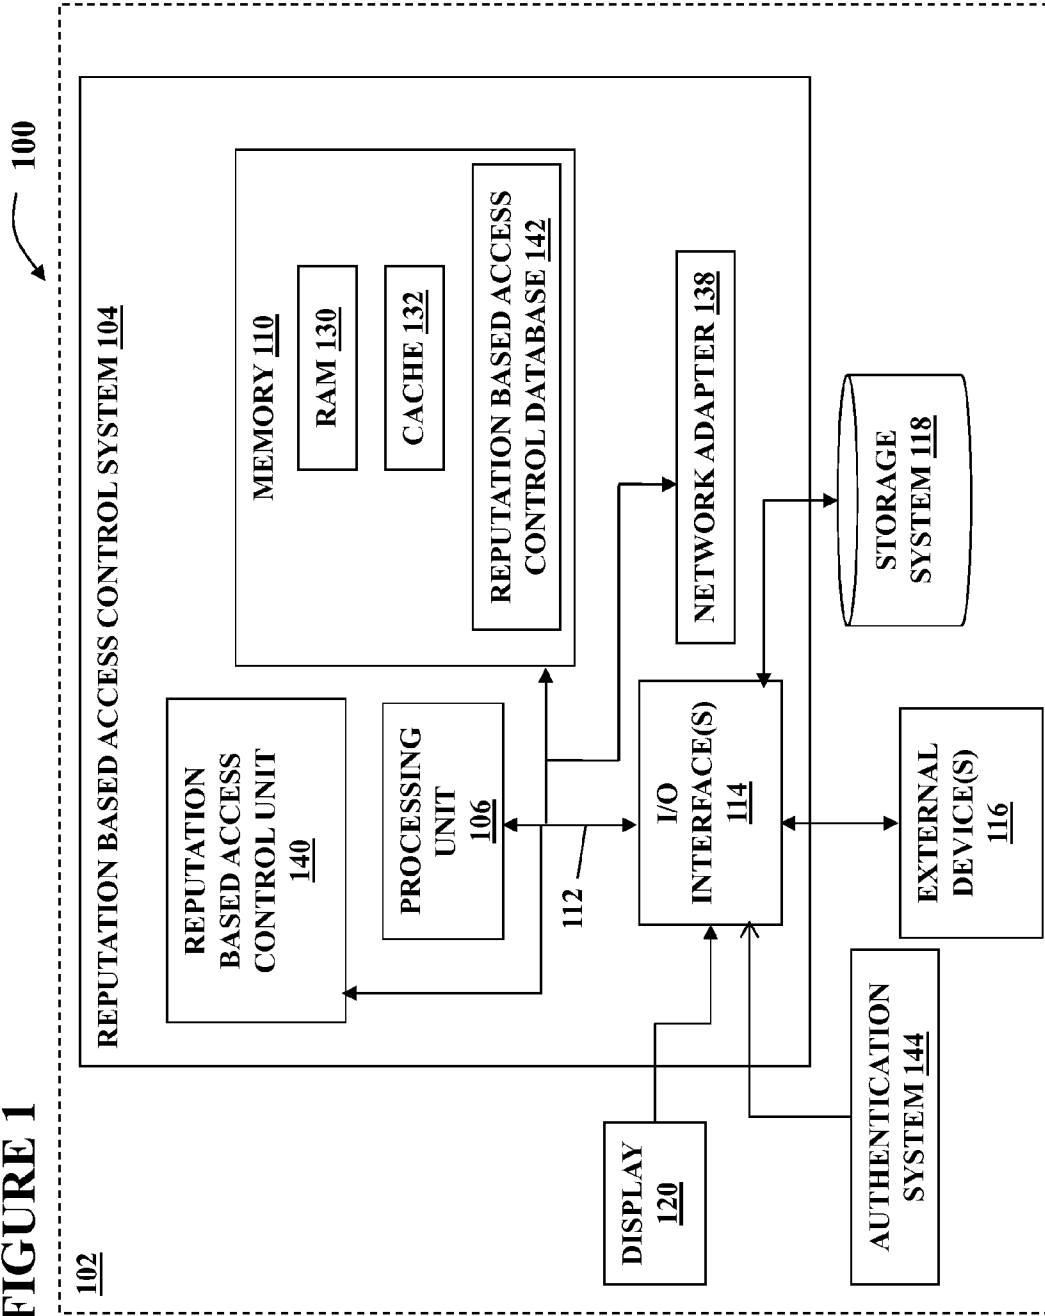 FIGURE 1
100
102
REPUTATION BASED ACCESS CONTROL SYSTEM 104
REPUTATION
BASED ACCESS
CONTROL UNIT
140
MEMORY 110
RAM 130
CACHE 132
REPUTATION BASED ACCESS
CONTROL DATABASE 142
PROCESSING
UNIT
106
112
NETWORK ADAPTER 138
I/O
INTERFACE(S)
114
DISPLAY
120
AUTHENTICATION
SYSTEM 144
EXTERNAL
DEVICE(S)
116
STORAGE
SYSTEM 118